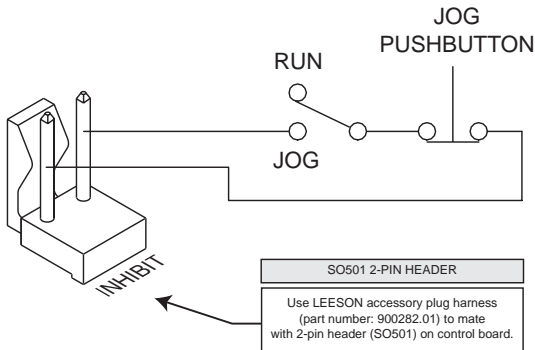 JOG
PUSHBUTTON
RUN
JOG
INHIBIT
SO501 2-PIN HEADER
Use LEESON accessory plug harness
(part number: 900282.01) to mate
with 2-pin header (SO501) on control board.